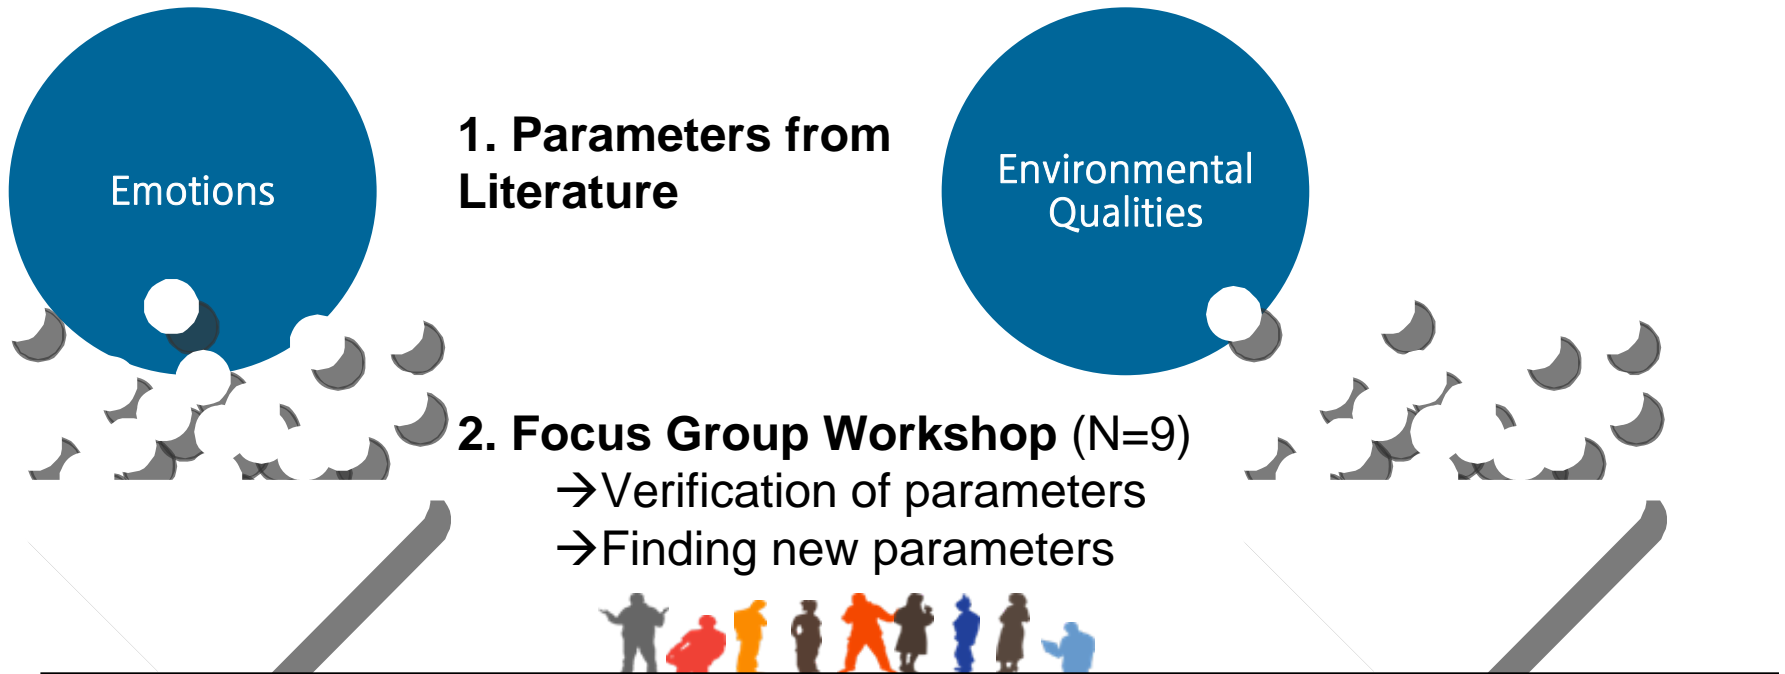 Emotions
1. Parameters from
Literature
Environmental
Qualities
2. Focus Group Workshop (N=9)
→Verification of parameters
→Finding new parameters